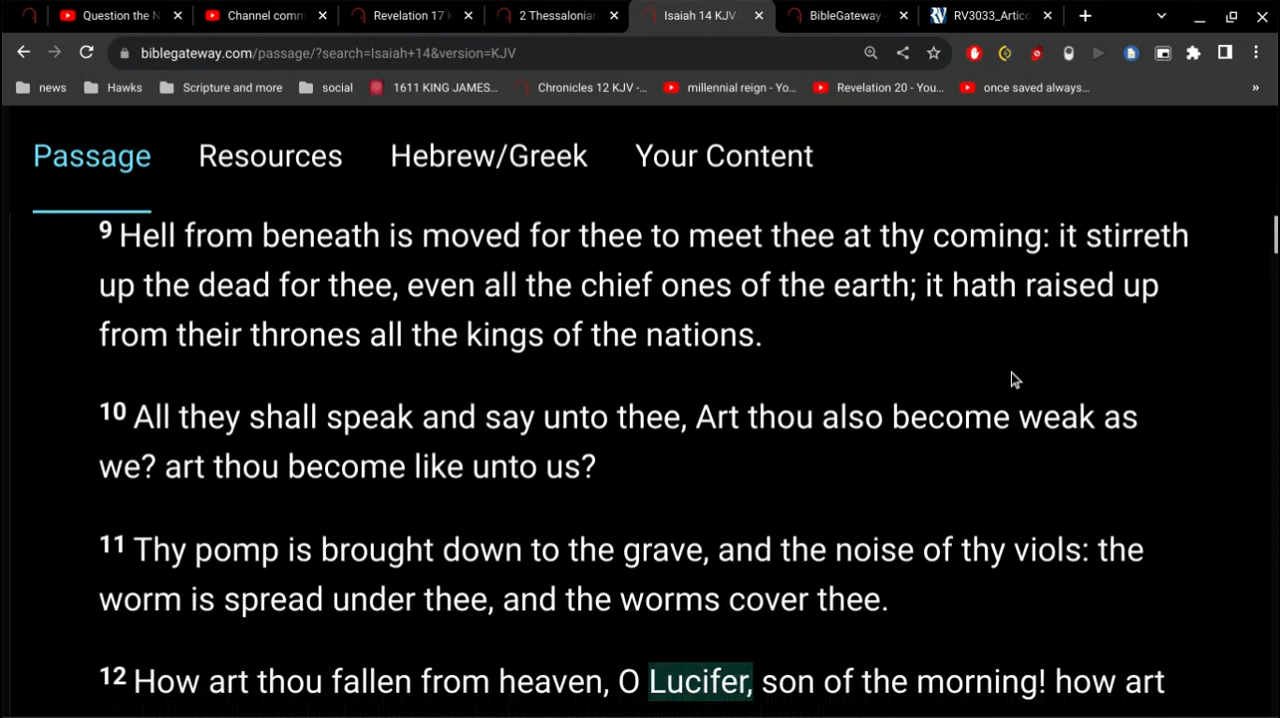 Question the N
Channel comm
Revelation 17 K
2 Thessalonian
Isaiah 14 KJV
BibleGateway
RV3033_Artico
biblegateway.com/passage/?search=Isaiah+14&version=KJV
news
Hawks
Scripture and more
social
1611 KING JAMES...
Chronicles 12 KJV -...
millennial reign - Yo...
Revelation 20 - You...
once saved always...
»
Passage
Resources
Hebrew/Greek
Your Content
9 Hell from beneath is moved for thee to meet thee at thy coming: it stirreth
up the dead for thee, even all the chief ones of the earth; it hath raised up
from their thrones all the kings of the nations.
10 All they shall speak and say unto thee, Art thou also become weak as
we? art thou become like unto us?
11 Thy pomp is brought down to the grave, and the noise of thy viols: the
worm is spread under thee, and the worms cover thee.
12 How art thou fallen from heaven, O Lucifer, son of the morning! how art